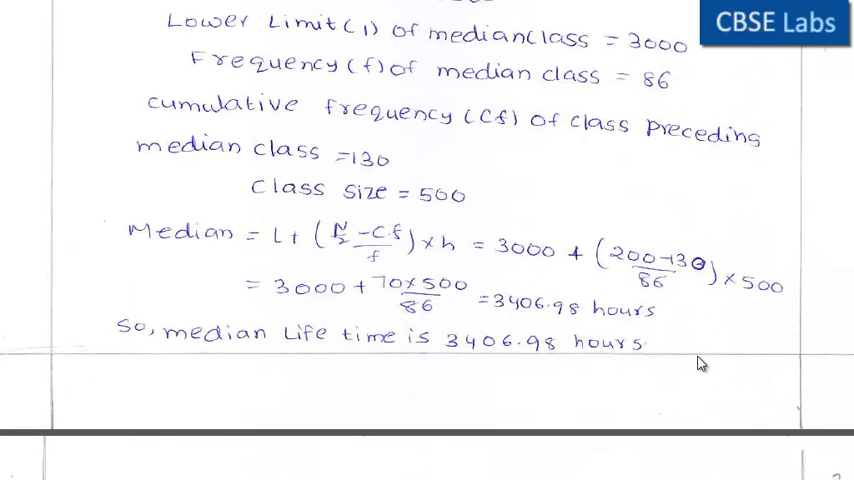 CBSE Labs
Lower Limit(1) of median class = 3000
Frequency (f) of median class = 86
cumulative frequency (Cf) of class preceding
median class =130
Class size = 500
Median = L+ (N/2 - C.f / f) × h = 3000 + (200-130 / 86) × 500
= 3000 + 70×500 / 86 = 3406.98 hours
So, median Life time is 3406.98 hours